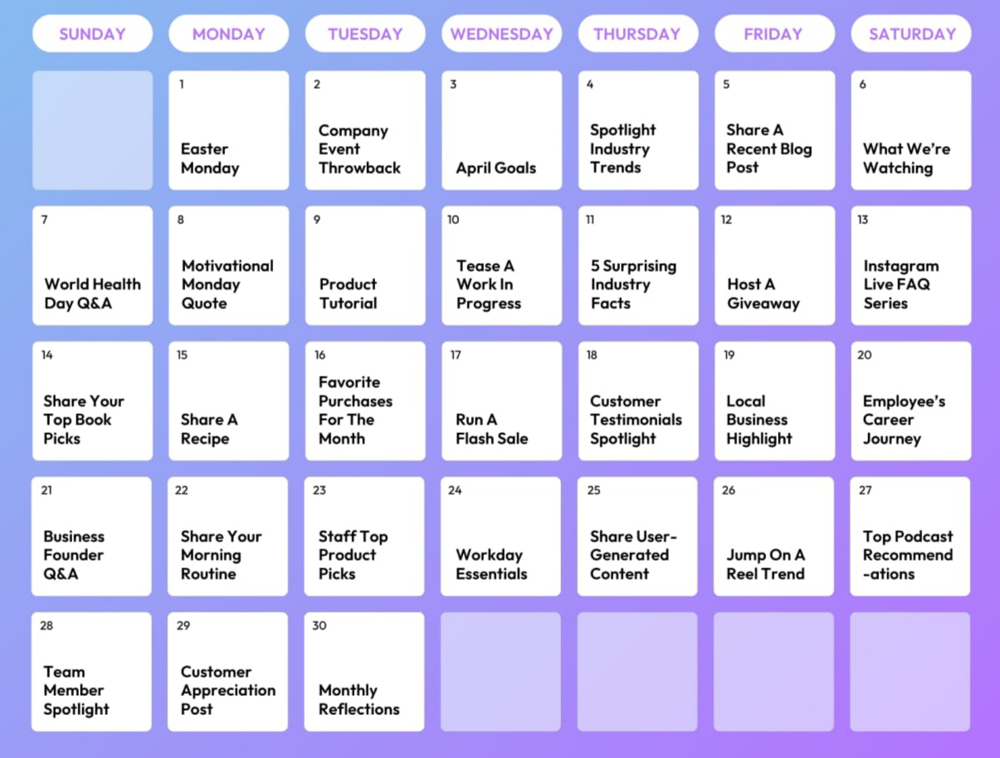 SUNDAY MONDAY TUESDAY WEDNESDAY THURSDAY FRIDAY SATURDAY
1
Easter
Monday
2
Company
Event
Throwback
3
April Goals
4
Spotlight
Industry
Trends
5
Share A
Recent Blog
Post
6
What We’re
Watching
7
World Health
Day Q&A
8
Motivational
Monday
Quote
9
Product
Tutorial
10
Tease A
Work In
Progress
11
5 Surprising
Industry
Facts
12
Host A
Giveaway
13
Instagram
Live FAQ
Series
14
Share Your
Top Book
Picks
15
Share A
Recipe
16
Favorite
Purchases
For The
Month
17
Run A
Flash Sale
18
Customer
Testimonials
Spotlight
19
Local
Business
Highlight
20
Employee’s
Career
Journey
21
Business
Founder
Q&A
22
Share Your
Morning
Routine
23
Staff Top
Product
Picks
24
Workday
Essentials
25
Share User-
Generated
Content
26
Jump On A
Reel Trend
27
Top Podcast
Recommend
-ations
28
Team
Member
Spotlight
29
Customer
Appreciation
Post
30
Monthly
Reflections